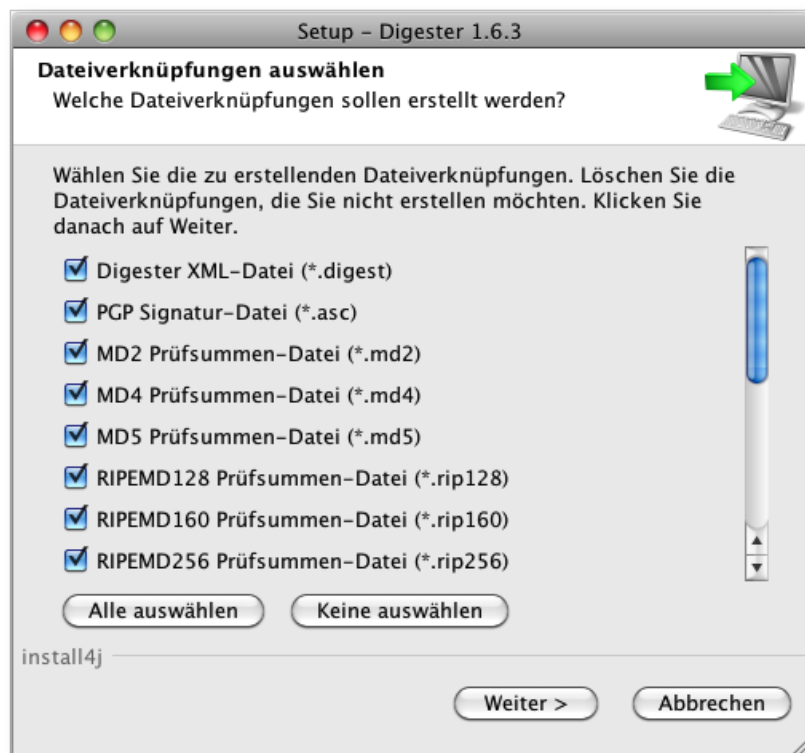 Setup – Digester 1.6.3
Dateiverknüpfungen auswählen
Welche Dateiverknüpfungen sollen erstellt werden?
Wählen Sie die zu erstellenden Dateiverknüpfungen. Löschen Sie die
Dateiverknüpfungen, die Sie nicht erstellen möchten. Klicken Sie
danach auf Weiter.
Digester XML-Datei (*.digest)
PGP Signatur-Datei (*.asc)
MD2 Prüfsummen-Datei (*.md2)
MD4 Prüfsummen-Datei (*.md4)
MD5 Prüfsummen-Datei (*.md5)
RIPEMD128 Prüfsummen-Datei (*.rip128)
RIPEMD160 Prüfsummen-Datei (*.rip160)
RIPEMD256 Prüfsummen-Datei (*.rip256)
Alle auswählen Keine auswählen
install4j
Weiter > Abbrechen